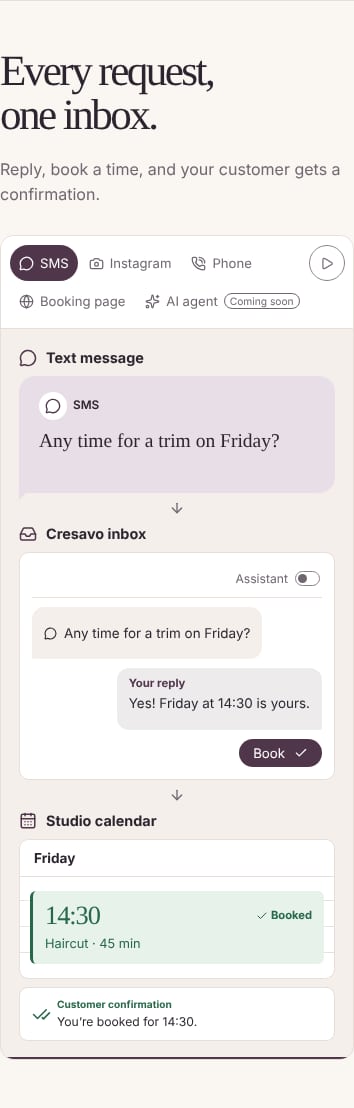 Every request,
one inbox.
Reply, book a time, and your customer gets a
confirmation.
SMS
Instagram
Phone
Booking page
AI agent
Coming soon
Text message
SMS
Any time for a trim on Friday?
Cresavo inbox
Assistant
Any time for a trim on Friday?
Your reply
Yes! Friday at 14:30 is yours.
Book
Studio calendar
Friday
14:30
Booked
Haircut · 45 min
Customer confirmation
You’re booked for 14:30.